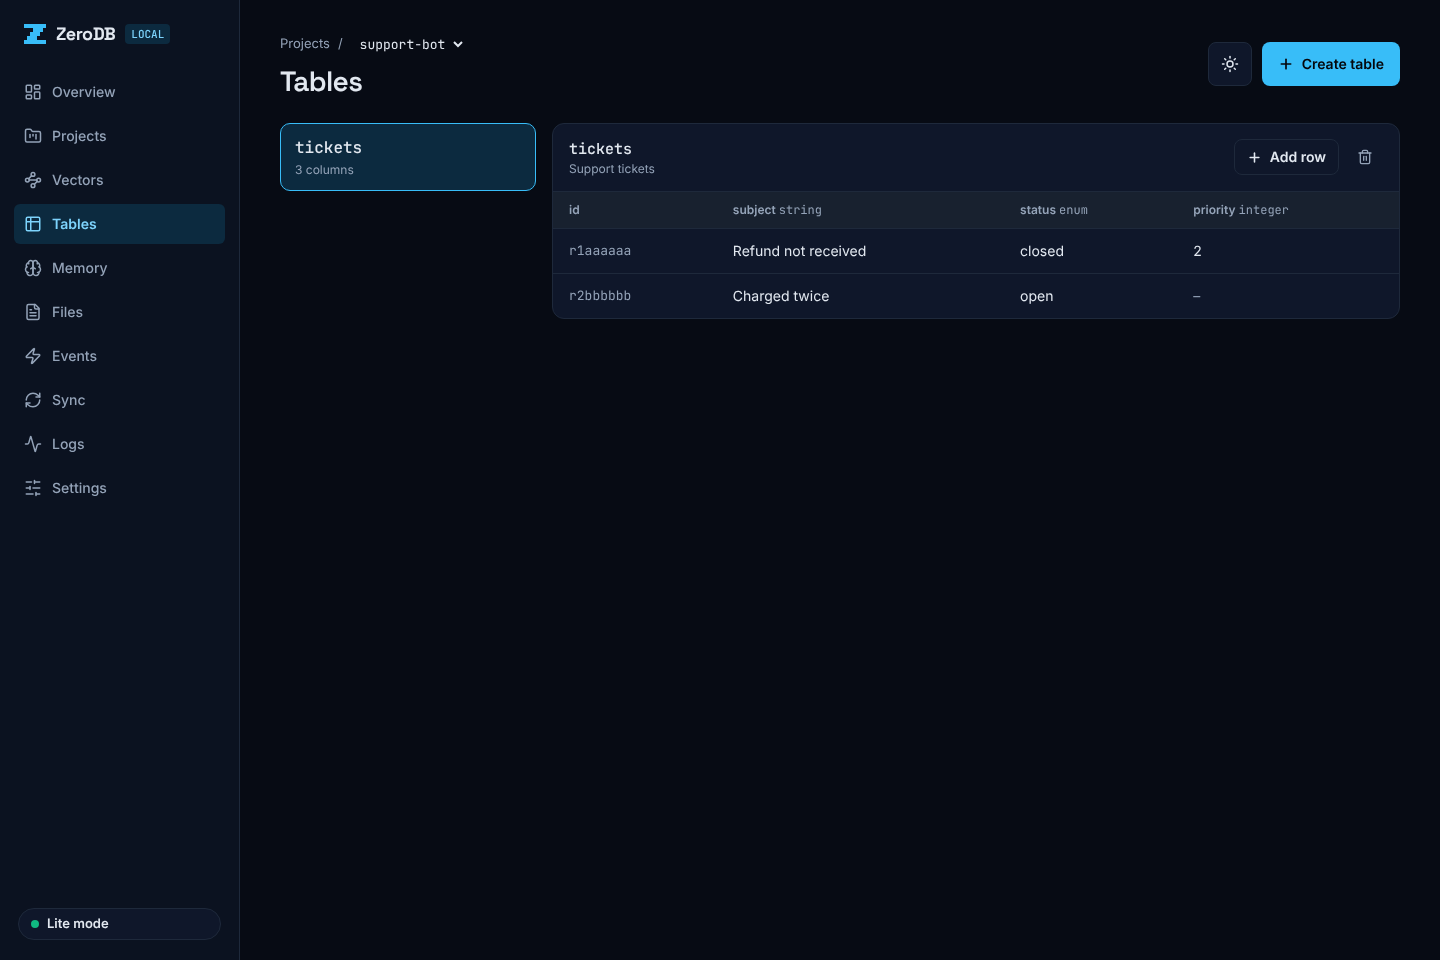 ZeroDB LOCAL
Overview
Projects
Vectors
Tables
Memory
Files
Events
Sync
Logs
Settings
Lite mode
Projects / support-bot
Tables
Create table
tickets
3 columns
tickets
Support tickets
Add row
id subject string status enum priority integer
r1aaaaaa Refund not received closed 2
r2bbbbbb Charged twice open –